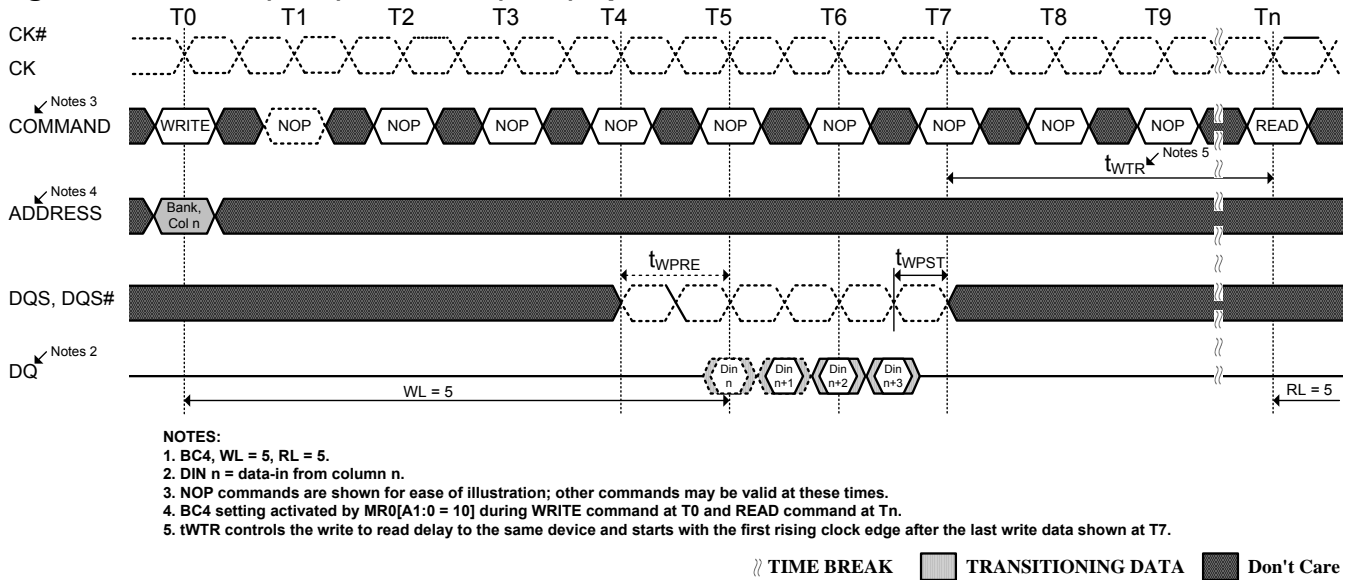 T0 T1 T2 T3 T4 T5 T6 T7 T8 T9 Tn
CK#
CK
Notes 3
COMMAND WRITE NOP NOP NOP NOP NOP NOP NOP NOP NOP READ
tWTR Notes 5
Notes 4
ADDRESS Bank, Col n
tWPRE tWPST
DQS, DQS#
Notes 2
DQ Din n Din n+1 Din n+2 Din n+3
WL = 5 RL = 5
NOTES:
1. BC4, WL = 5, RL = 5.
2. DIN n = data-in from column n.
3. NOP commands are shown for ease of illustration; other commands may be valid at these times.
4. BC4 setting activated by MR0[A1:0 = 10] during WRITE command at T0 and READ command at Tn.
5. tWTR controls the write to read delay to the same device and starts with the first rising clock edge after the last write data shown at T7.
TIME BREAK TRANSITIONING DATA Don't Care